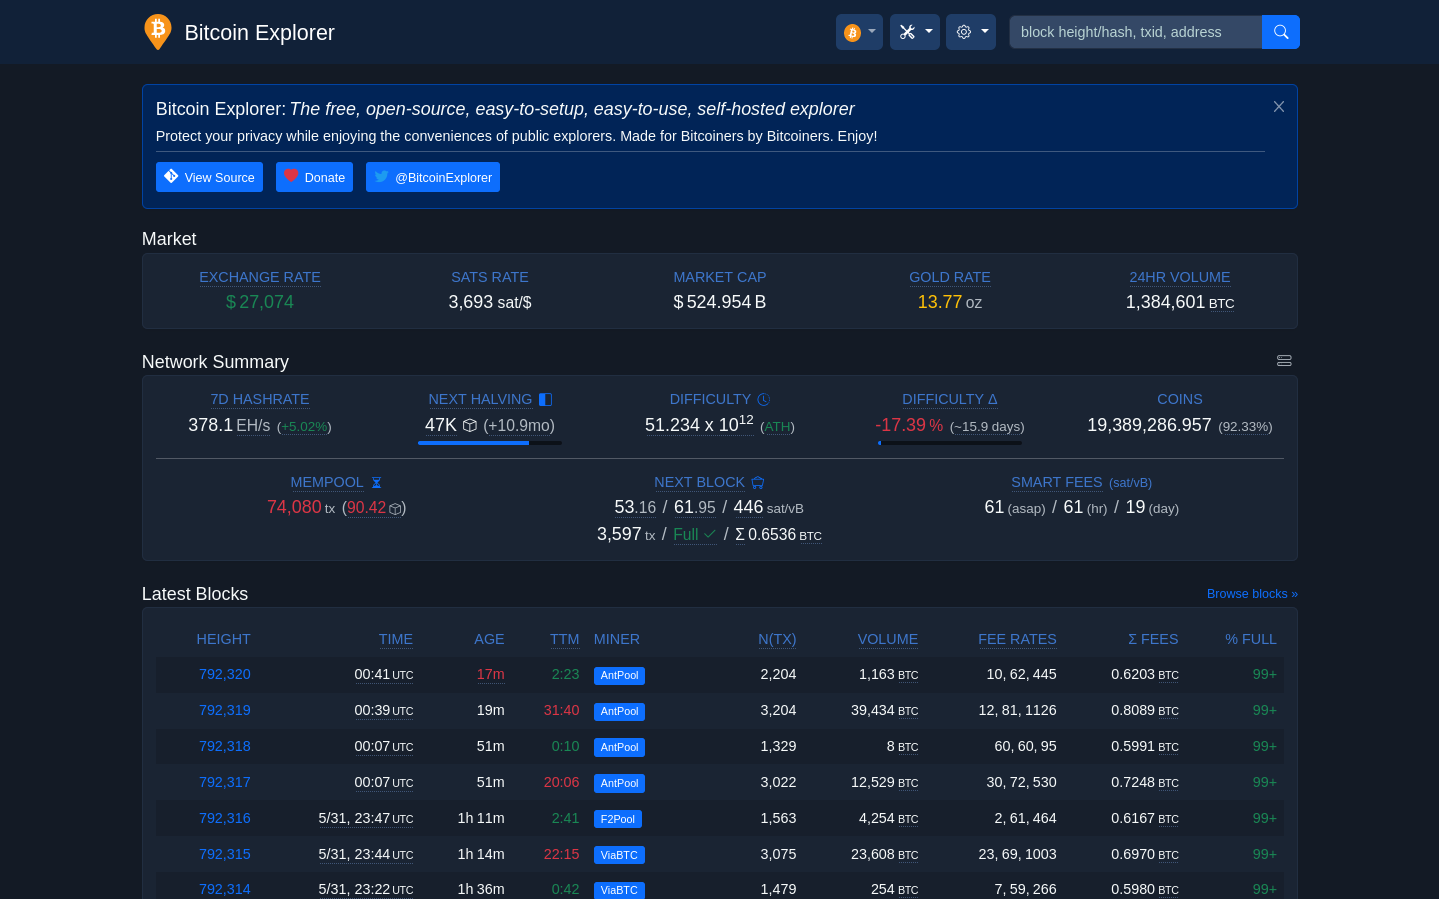 Bitcoin Explorer
block height/hash, txid, address
Bitcoin Explorer: The free, open-source, easy-to-setup, easy-to-use, self-hosted explorer
Protect your privacy while enjoying the conveniences of public explorers. Made for Bitcoiners by Bitcoiners. Enjoy!
View Source Donate @BitcoinExplorer
Market
EXCHANGE RATE SATS RATE MARKET CAP GOLD RATE 24HR VOLUME
$ 27,074 3,693 sat/$ $ 524.954 B 13.77 oz 1,384,601 BTC
Network Summary
7D HASHRATE NEXT HALVING DIFFICULTY DIFFICULTY Δ COINS
378.1 EH/s (+5.02%) 47K (+10.9mo) 51.234 x 10^12 (ATH) -17.39 % (~15.9 days) 19,389,286.957 (92.33%)
MEMPOOL NEXT BLOCK SMART FEES (sat/vB)
74,080 tx (90.42) 53.16 / 61.95 / 446 sat/vB 61 (asap) / 61 (hr) / 19 (day)
3,597 tx / Full ✓ / Σ 0.6536 BTC
Latest Blocks Browse blocks »
HEIGHT TIME AGE TTM MINER N(TX) VOLUME FEE RATES Σ FEES % FULL
792,320 00:41 UTC 17m 2:23 AntPool 2,204 1,163 BTC 10, 62, 445 0.6203 BTC 99+
792,319 00:39 UTC 19m 31:40 AntPool 3,204 39,434 BTC 12, 81, 1126 0.8089 BTC 99+
792,318 00:07 UTC 51m 0:10 AntPool 1,329 8 BTC 60, 60, 95 0.5991 BTC 99+
792,317 00:07 UTC 51m 20:06 AntPool 3,022 12,529 BTC 30, 72, 530 0.7248 BTC 99+
792,316 5/31, 23:47 UTC 1h 11m 2:41 F2Pool 1,563 4,254 BTC 2, 61, 464 0.6167 BTC 99+
792,315 5/31, 23:44 UTC 1h 14m 22:15 ViaBTC 3,075 23,608 BTC 23, 69, 1003 0.6970 BTC 99+
792,314 5/31, 23:22 UTC 1h 36m 0:42 ViaBTC 1,479 254 BTC 7, 59, 266 0.5980 BTC 99+